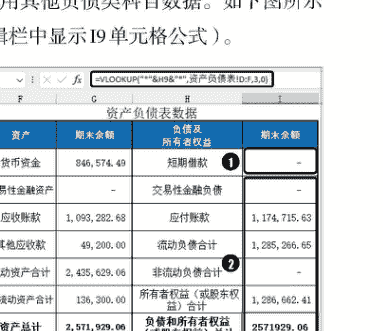 用其他负债类科目数据。如下图所示
辑栏中显示 I9 单元格公式）。
fx =VLOOKUP("*"&H9&"*",资产负债表!D:F,3,0)
F G H I
资产负债表数据
资产 期末余额 负债及所有者权益 期末余额
货币资金 846,574.49 短期借款 1 -
易性金融资产 - 交易性金融负债 -
应收账款 1,093,282.68 应付账款 1,174,715.63
其他应收款 49,200.00 流动负债合计 1,285,266.65
动资产合计 2,435,629.06 非流动负债合计 2 -
流动资产合计 136,300.00 所有者权益（或股东权益）合计 1,286,662.41
资产总计 2,571,929.06 负债和所有者权益 2571929.06